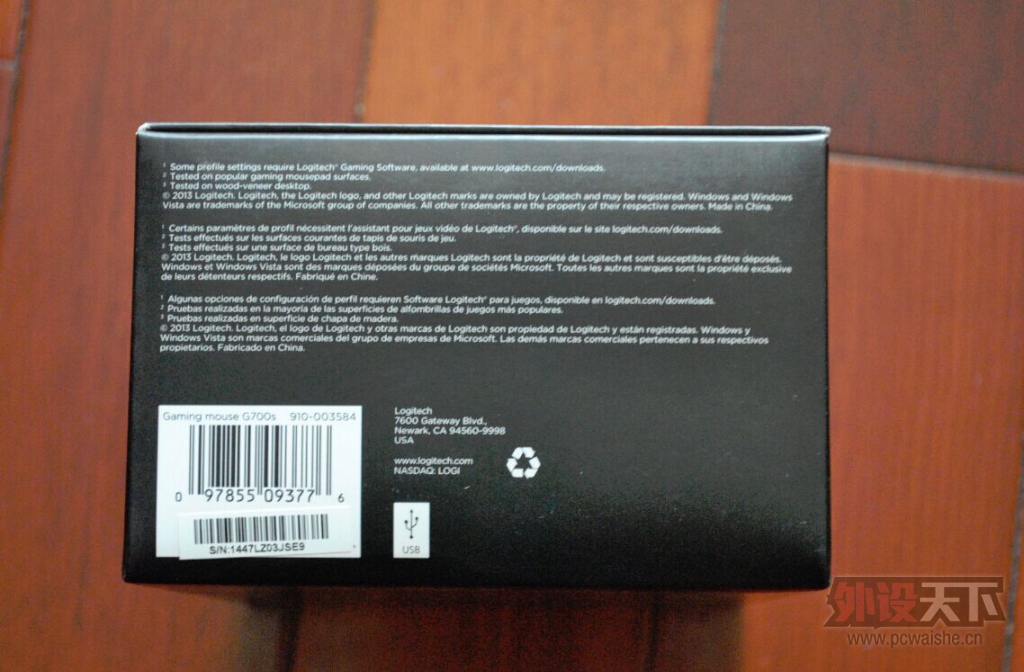 ¹ Some profile settings require Logitech® Gaming Software, available at www.logitech.com/downloads.
² Tested on popular gaming mousepad surfaces.
³ Tested on wood-veneer desktop.
© 2013 Logitech. Logitech, the Logitech logo, and other Logitech marks are owned by Logitech and may be registered. Windows and Windows
Vista are trademarks of the Microsoft group of companies. All other trademarks are the property of their respective owners. Made in China.
¹ Certains paramètres de profil nécessitent l'assistant pour jeux vidéo de Logitech®, disponible sur le site logitech.com/downloads.
² Tests effectués sur les surfaces courantes de tapis de souris de jeu.
³ Tests effectués sur une surface de bureau type bois.
© 2013 Logitech. Logitech, le logo Logitech et les autres marques Logitech sont la propriété de Logitech et sont susceptibles d'être déposés.
Windows et Windows Vista sont des marques déposées du groupe de sociétés Microsoft. Toutes les autres marques sont la propriété exclusive
de leurs détenteurs respectifs. Fabriqué en Chine.
¹ Algunas opciones de configuración de perfil requieren Software Logitech® para juegos, disponible en logitech.com/downloads.
² Pruebas realizadas en la mayoría de las superficies de alfombrillas de juegos más populares.
³ Pruebas realizadas en superficie de chapa de madera.
© 2013 Logitech. Logitech, el logo de Logitech y otras marcas de Logitech son propiedad de Logitech y están registradas. Windows y
Windows Vista son marcas comerciales del grupo de empresas de Microsoft. Las demás marcas comerciales pertenecen a sus respectivos
propietarios. Fabricado en China.
Gaming mouse G700s 910-003584
0 97855 09377 6
S/N:1447LZ03JSE9
Logitech
7600 Gateway Blvd.,
Newark, CA 94560-9998
USA
www.logitech.com
NASDAQ: LOGI
USB
外设天下
www.pcwaishe.cn